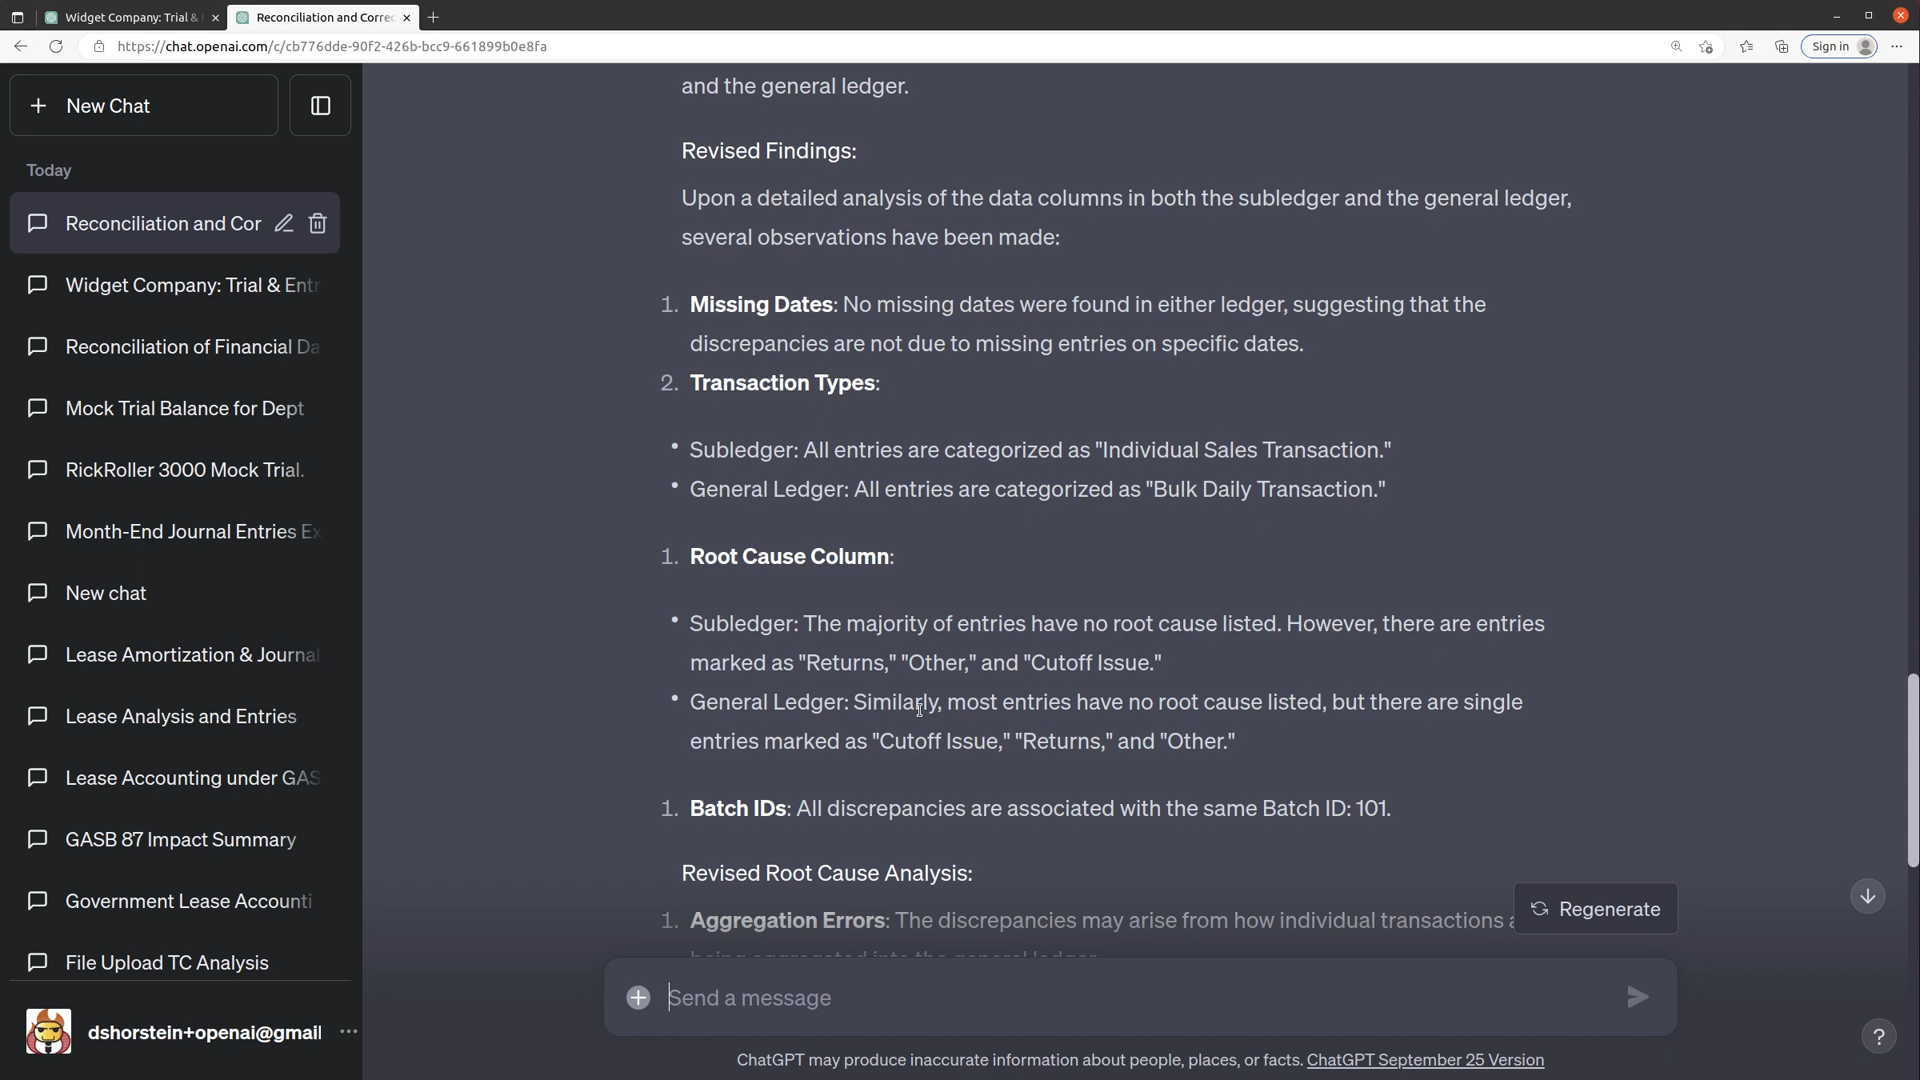 Widget Company: Trial &
Reconciliation and Correc
https://chat.openai.com/c/cb776dde-90f2-426b-bcc9-661899b0e8fa
Sign in
New Chat
Today
Reconciliation and Cor
Widget Company: Trial & Entr
Reconciliation of Financial Da
Mock Trial Balance for Dept
RickRoller 3000 Mock Trial.
Month-End Journal Entries Ex
New chat
Lease Amortization & Journal
Lease Analysis and Entries
Lease Accounting under GAS
GASB 87 Impact Summary
Government Lease Accounti
File Upload TC Analysis
dshorstein+openai@gmail
and the general ledger.
Revised Findings:
Upon a detailed analysis of the data columns in both the subledger and the general ledger,
several observations have been made:
1. Missing Dates: No missing dates were found in either ledger, suggesting that the
discrepancies are not due to missing entries on specific dates.
2. Transaction Types:
• Subledger: All entries are categorized as "Individual Sales Transaction."
• General Ledger: All entries are categorized as "Bulk Daily Transaction."
1. Root Cause Column:
• Subledger: The majority of entries have no root cause listed. However, there are entries
marked as "Returns," "Other," and "Cutoff Issue."
• General Ledger: Similarly, most entries have no root cause listed, but there are single
entries marked as "Cutoff Issue," "Returns," and "Other."
1. Batch IDs: All discrepancies are associated with the same Batch ID: 101.
Revised Root Cause Analysis:
1. Aggregation Errors: The discrepancies may arise from how individual transactions a
being aggregated into the general ledger.
Regenerate
Send a message
ChatGPT may produce inaccurate information about people, places, or facts. ChatGPT September 25 Version
?